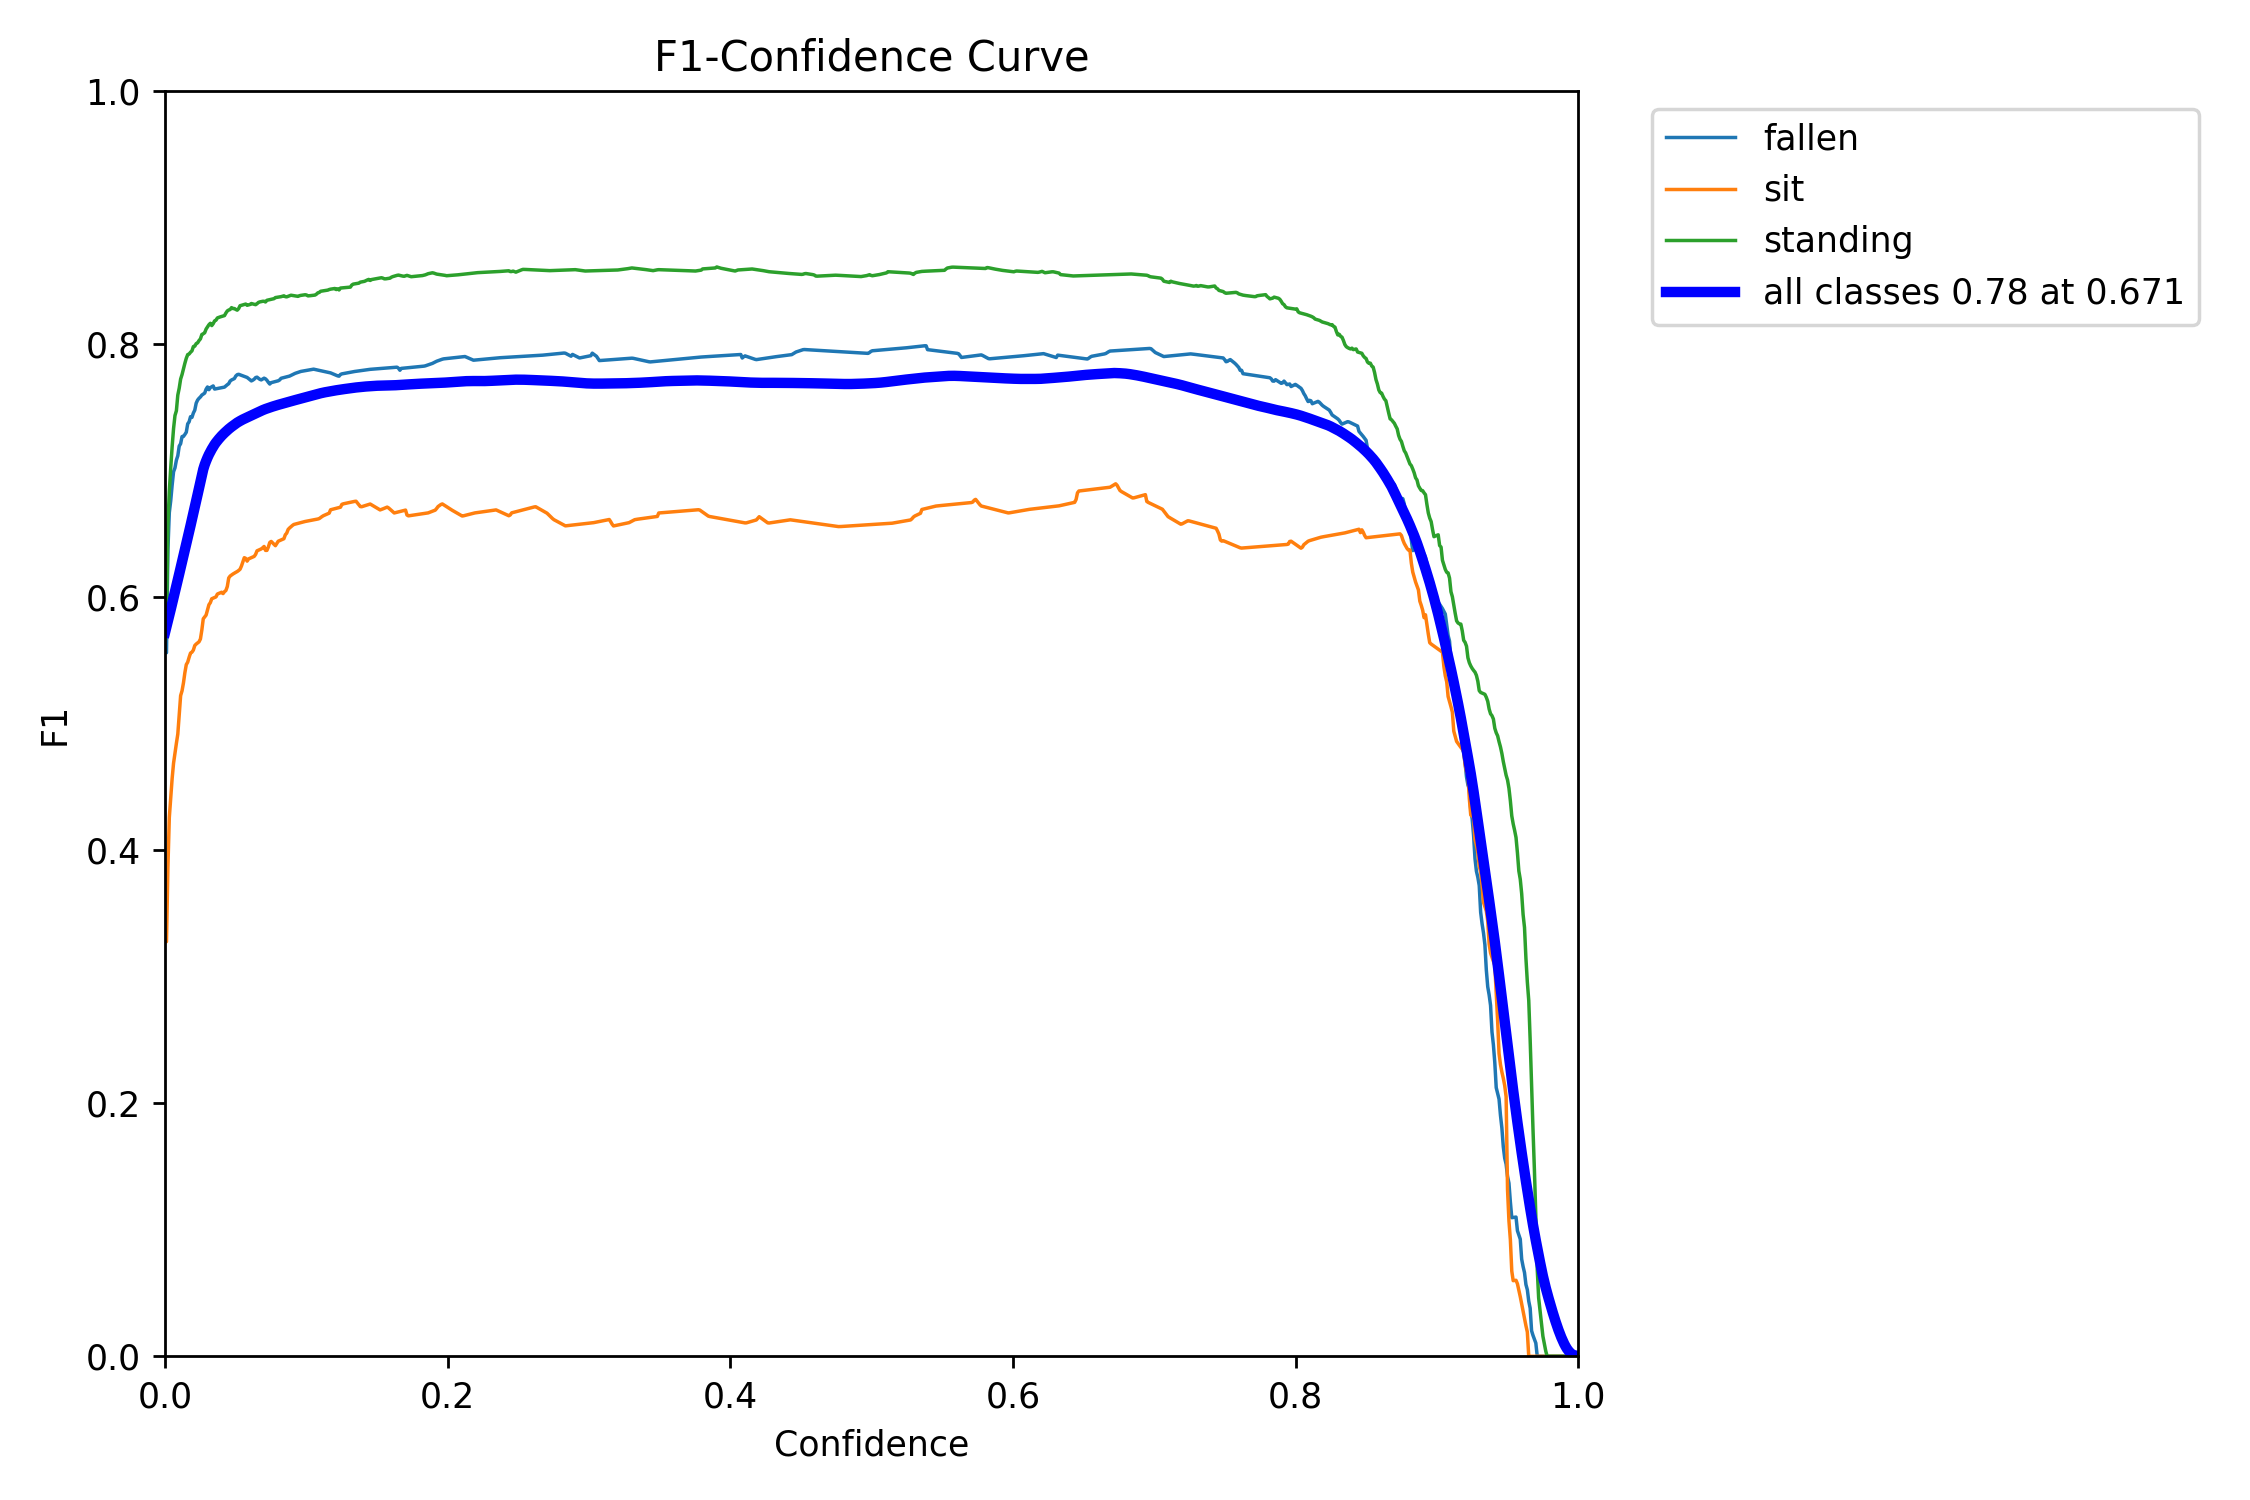 F1-Confidence Curve
1.0
0.8
0.6
0.4
0.2
0.0
F1
0.0 0.2 0.4 0.6 0.8 1.0
Confidence
fallen
sit
standing
all classes 0.78 at 0.671